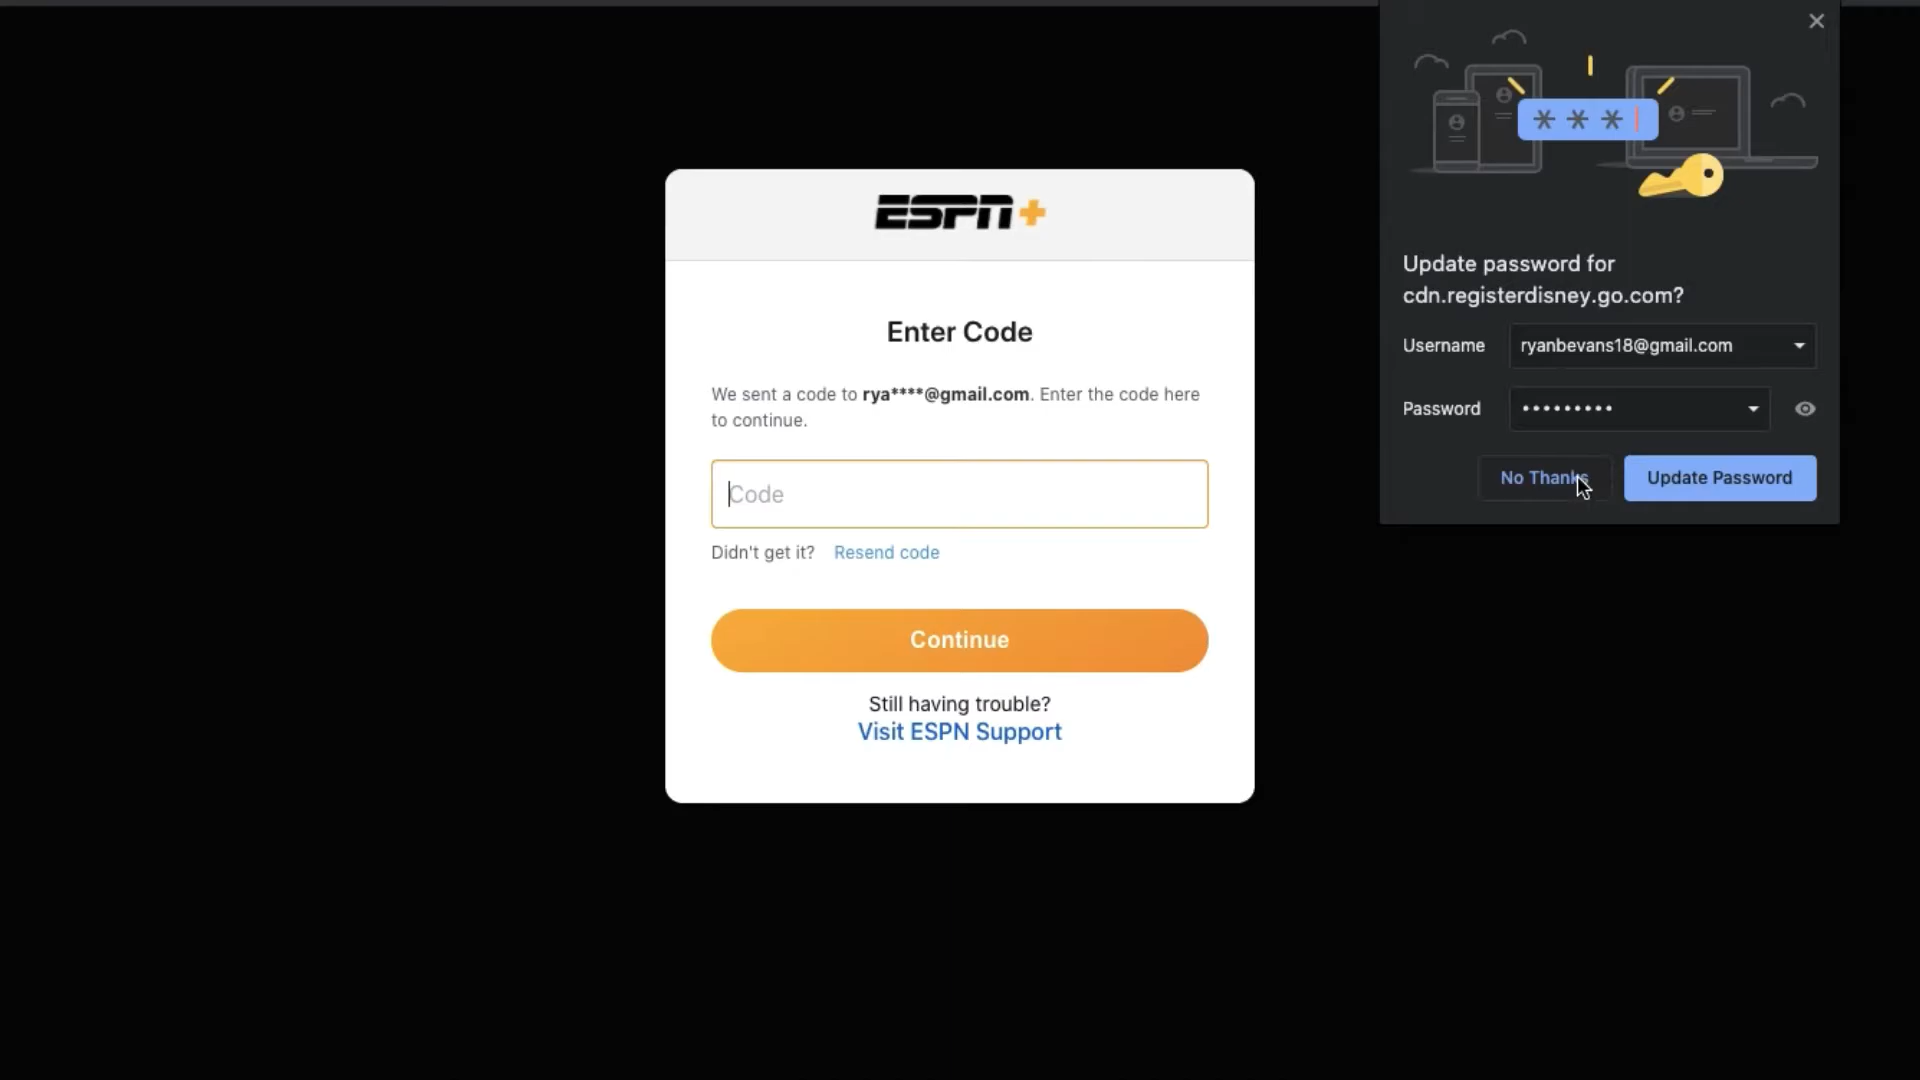 ESPN+
Enter Code
We sent a code to rya****@gmail.com. Enter the code here
to continue.
Code
Didn't get it? Resend code
Continue
Still having trouble?
Visit ESPN Support
***
Update password for
cdn.registerdisney.go.com?
Username ryanbevans18@gmail.com
Password •••••••••
No Thanks Update Password